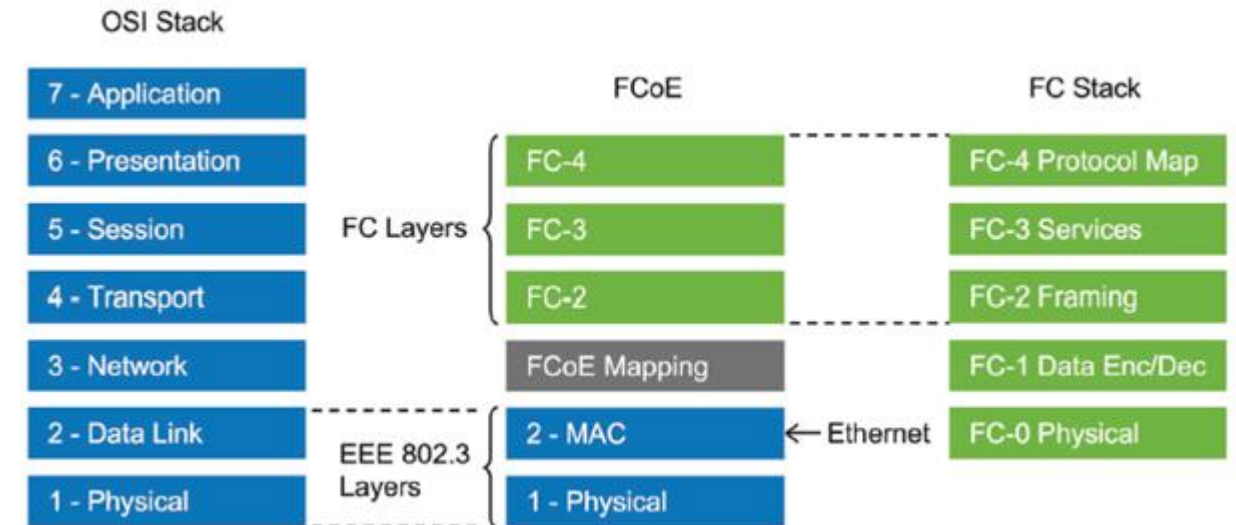 OSI Stack
7 - Application
6 - Presentation
5 - Session
4 - Transport
3 - Network
2 - Data Link
1 - Physical
FC Layers
EEE 802.3
Layers
FCoE
FC-4
FC-3
FC-2
FCoE Mapping
2 - MAC
1 - Physical
Ethernet
FC Stack
FC-4 Protocol Map
FC-3 Services
FC-2 Framing
FC-1 Data Enc/Dec
FC-0 Physical